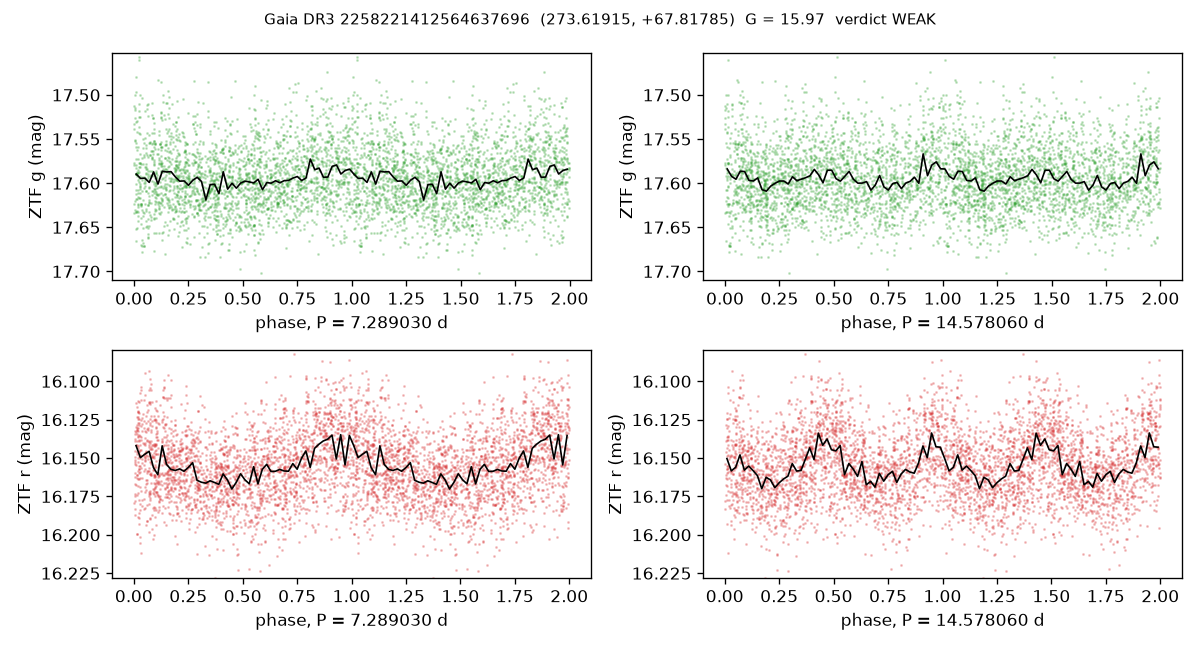 Gaia DR3 2258221412564637696 (273.61915, +67.81785) G = 15.97 verdict WEAK
ZTF g (mag)
17.50
17.55
17.60
17.65
17.70
0.00 0.25 0.50 0.75 1.00 1.25 1.50 1.75 2.00
phase, P = 7.289030 d
ZTF g (mag)
17.50
17.55
17.60
17.65
17.70
0.00 0.25 0.50 0.75 1.00 1.25 1.50 1.75 2.00
phase, P = 14.578060 d
ZTF r (mag)
16.100
16.125
16.150
16.175
16.200
16.225
0.00 0.25 0.50 0.75 1.00 1.25 1.50 1.75 2.00
phase, P = 7.289030 d
ZTF r (mag)
16.100
16.125
16.150
16.175
16.200
16.225
0.00 0.25 0.50 0.75 1.00 1.25 1.50 1.75 2.00
phase, P = 14.578060 d